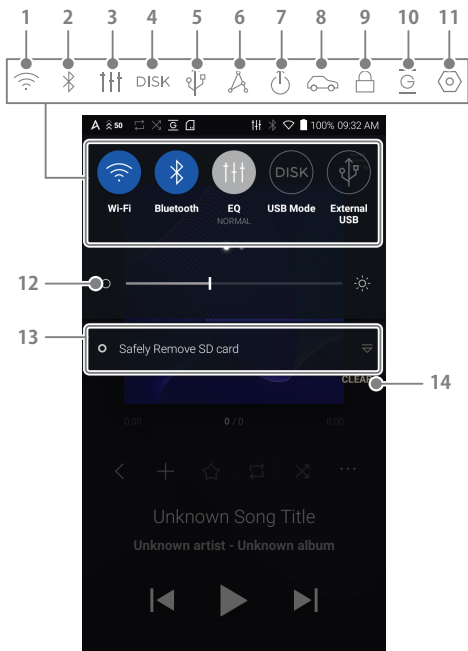 1 2 3 4 5 6 7 8 9 10 11
DISK G
A 50 G 100% 09:32 AM
DISK
Wi-Fi Bluetooth EQ USB Mode External
NORMAL USB
12
13
Safely Remove SD card
14
CLEAR
0:00 0 / 0 0:00
Unknown Song Title
Unknown artist - Unknown album